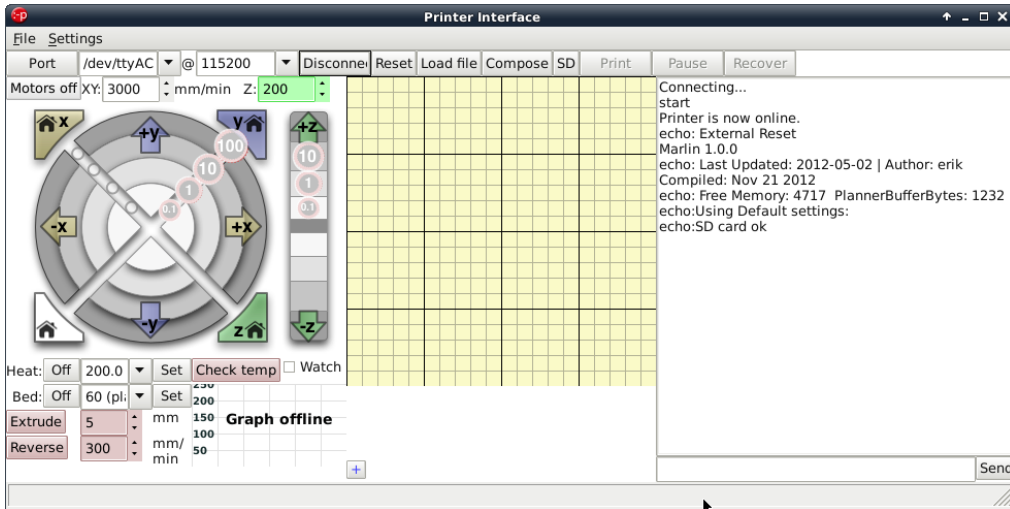 Printer Interface
File Settings
Port /dev/ttyAC @ 115200 Disconne Reset Load file Compose SD Print Pause Recover
Motors off XY: 3000 mm/min Z: 200
x +y y +z
100 10 1 0.1
10 1 0.1
-x +x
-y z -z
Heat: Off 200.0 Set Check temp Watch
Bed: Off 60 (pla Set
Extrude 5 mm
Reverse 300 mm/
min
250
200
150 Graph offline
100
50
+
Connecting...
start
Printer is now online.
echo: External Reset
Marlin 1.0.0
echo: Last Updated: 2012-05-02 | Author: erik
Compiled: Nov 21 2012
echo: Free Memory: 4717 PlannerBufferBytes: 1232
echo:Using Default settings:
echo:SD card ok
Send